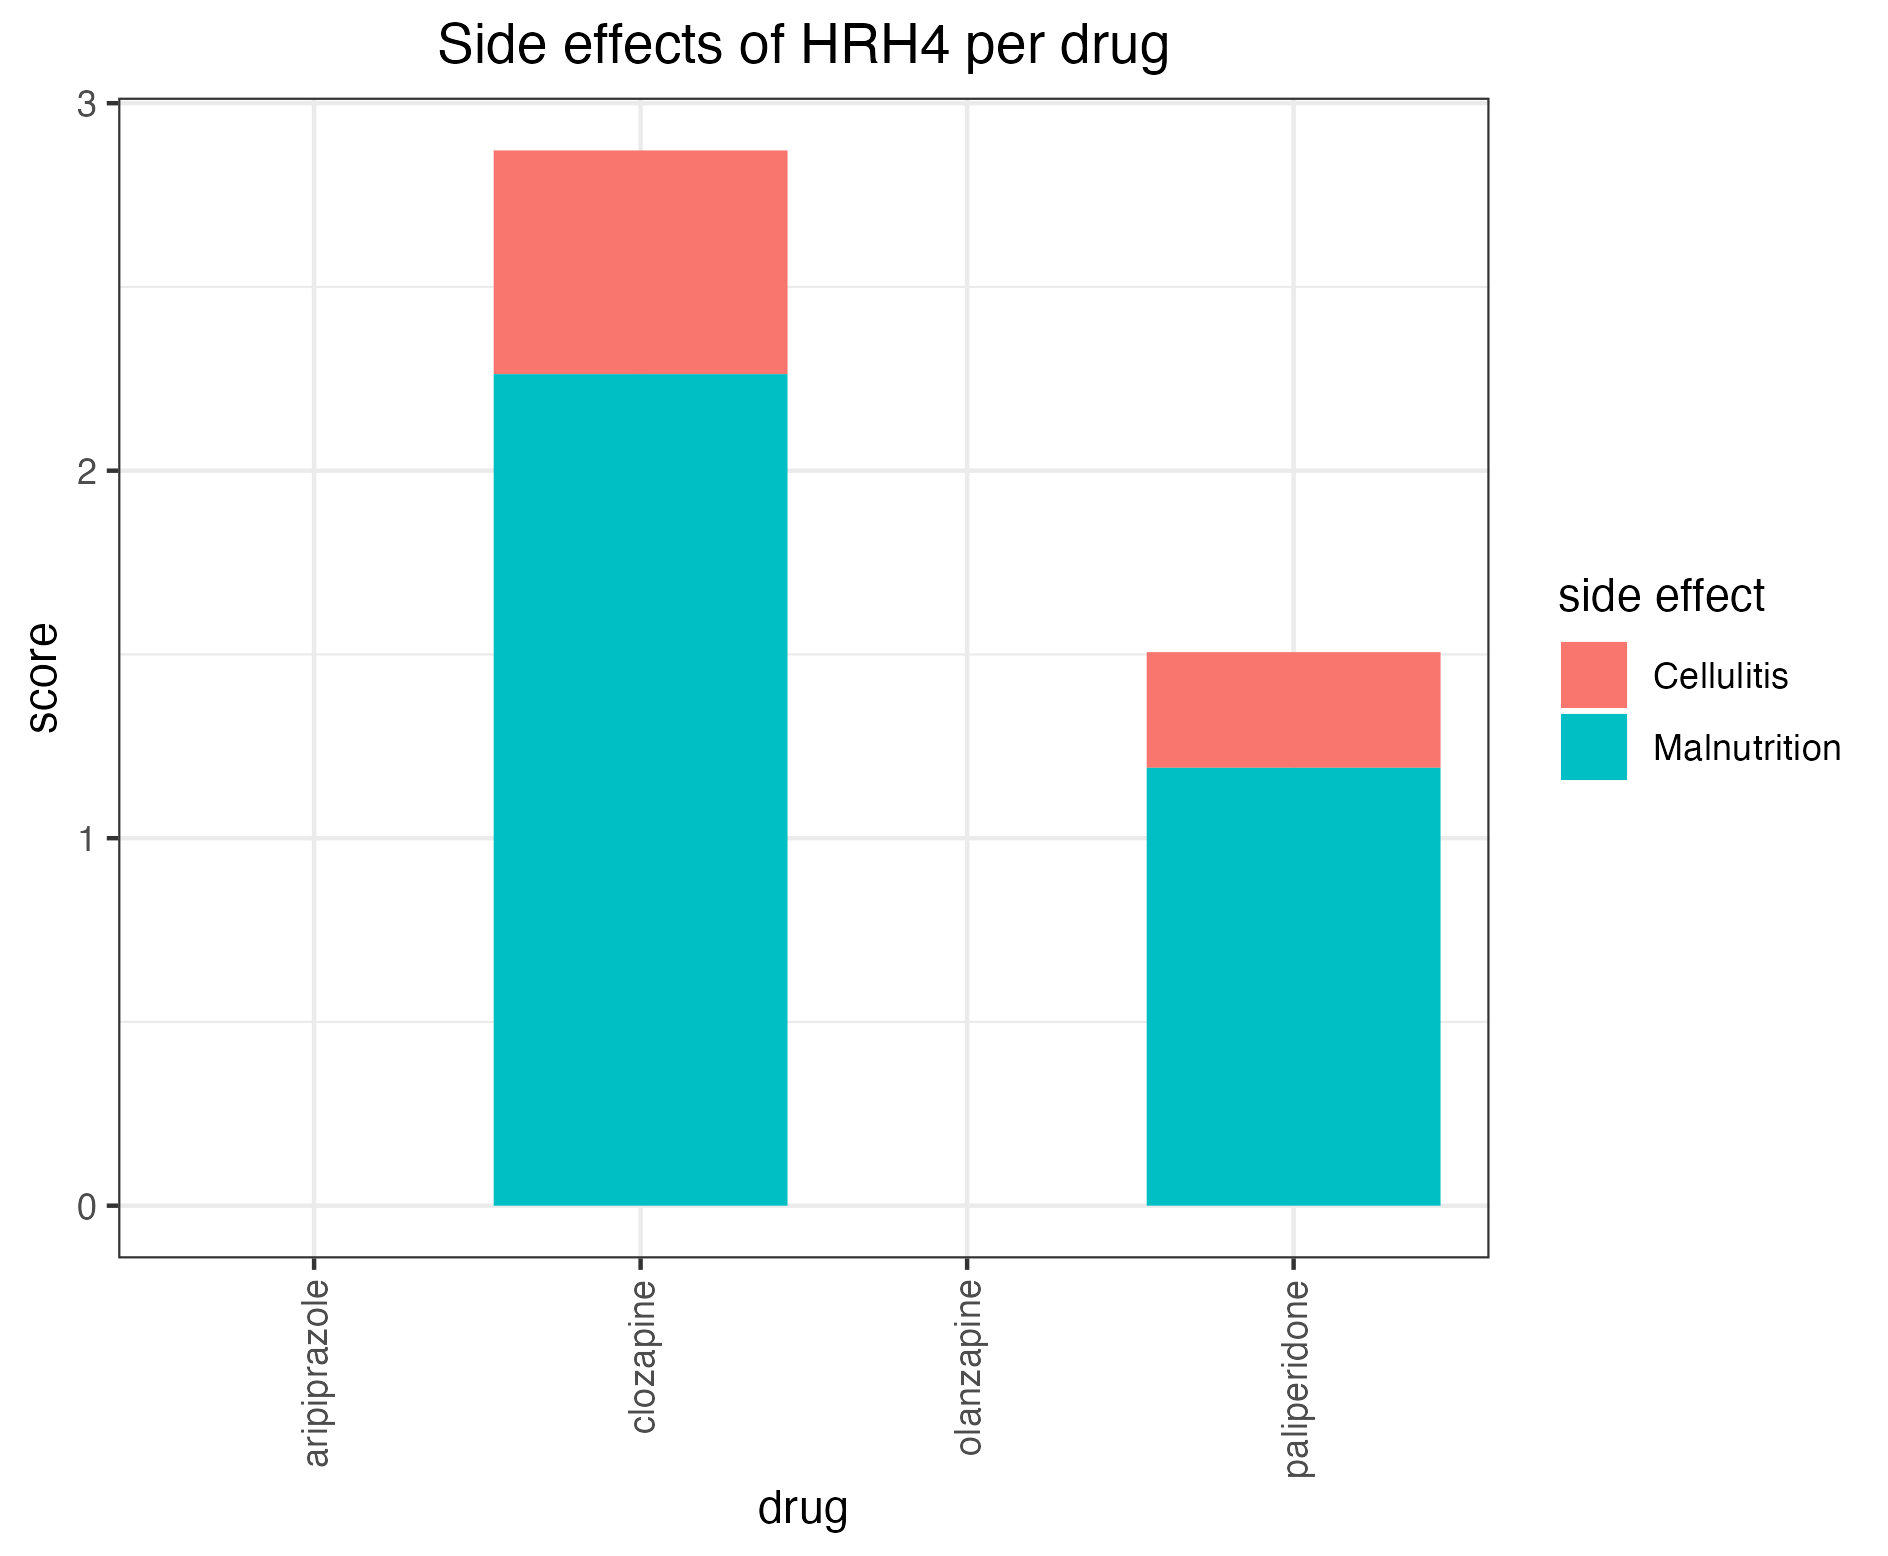 Side effects of HRH4 per drug
3
2
1
0
score
aripiprazole
clozapine
olanzapine
paliperidone
drug
side effect
Cellulitis
Malnutrition